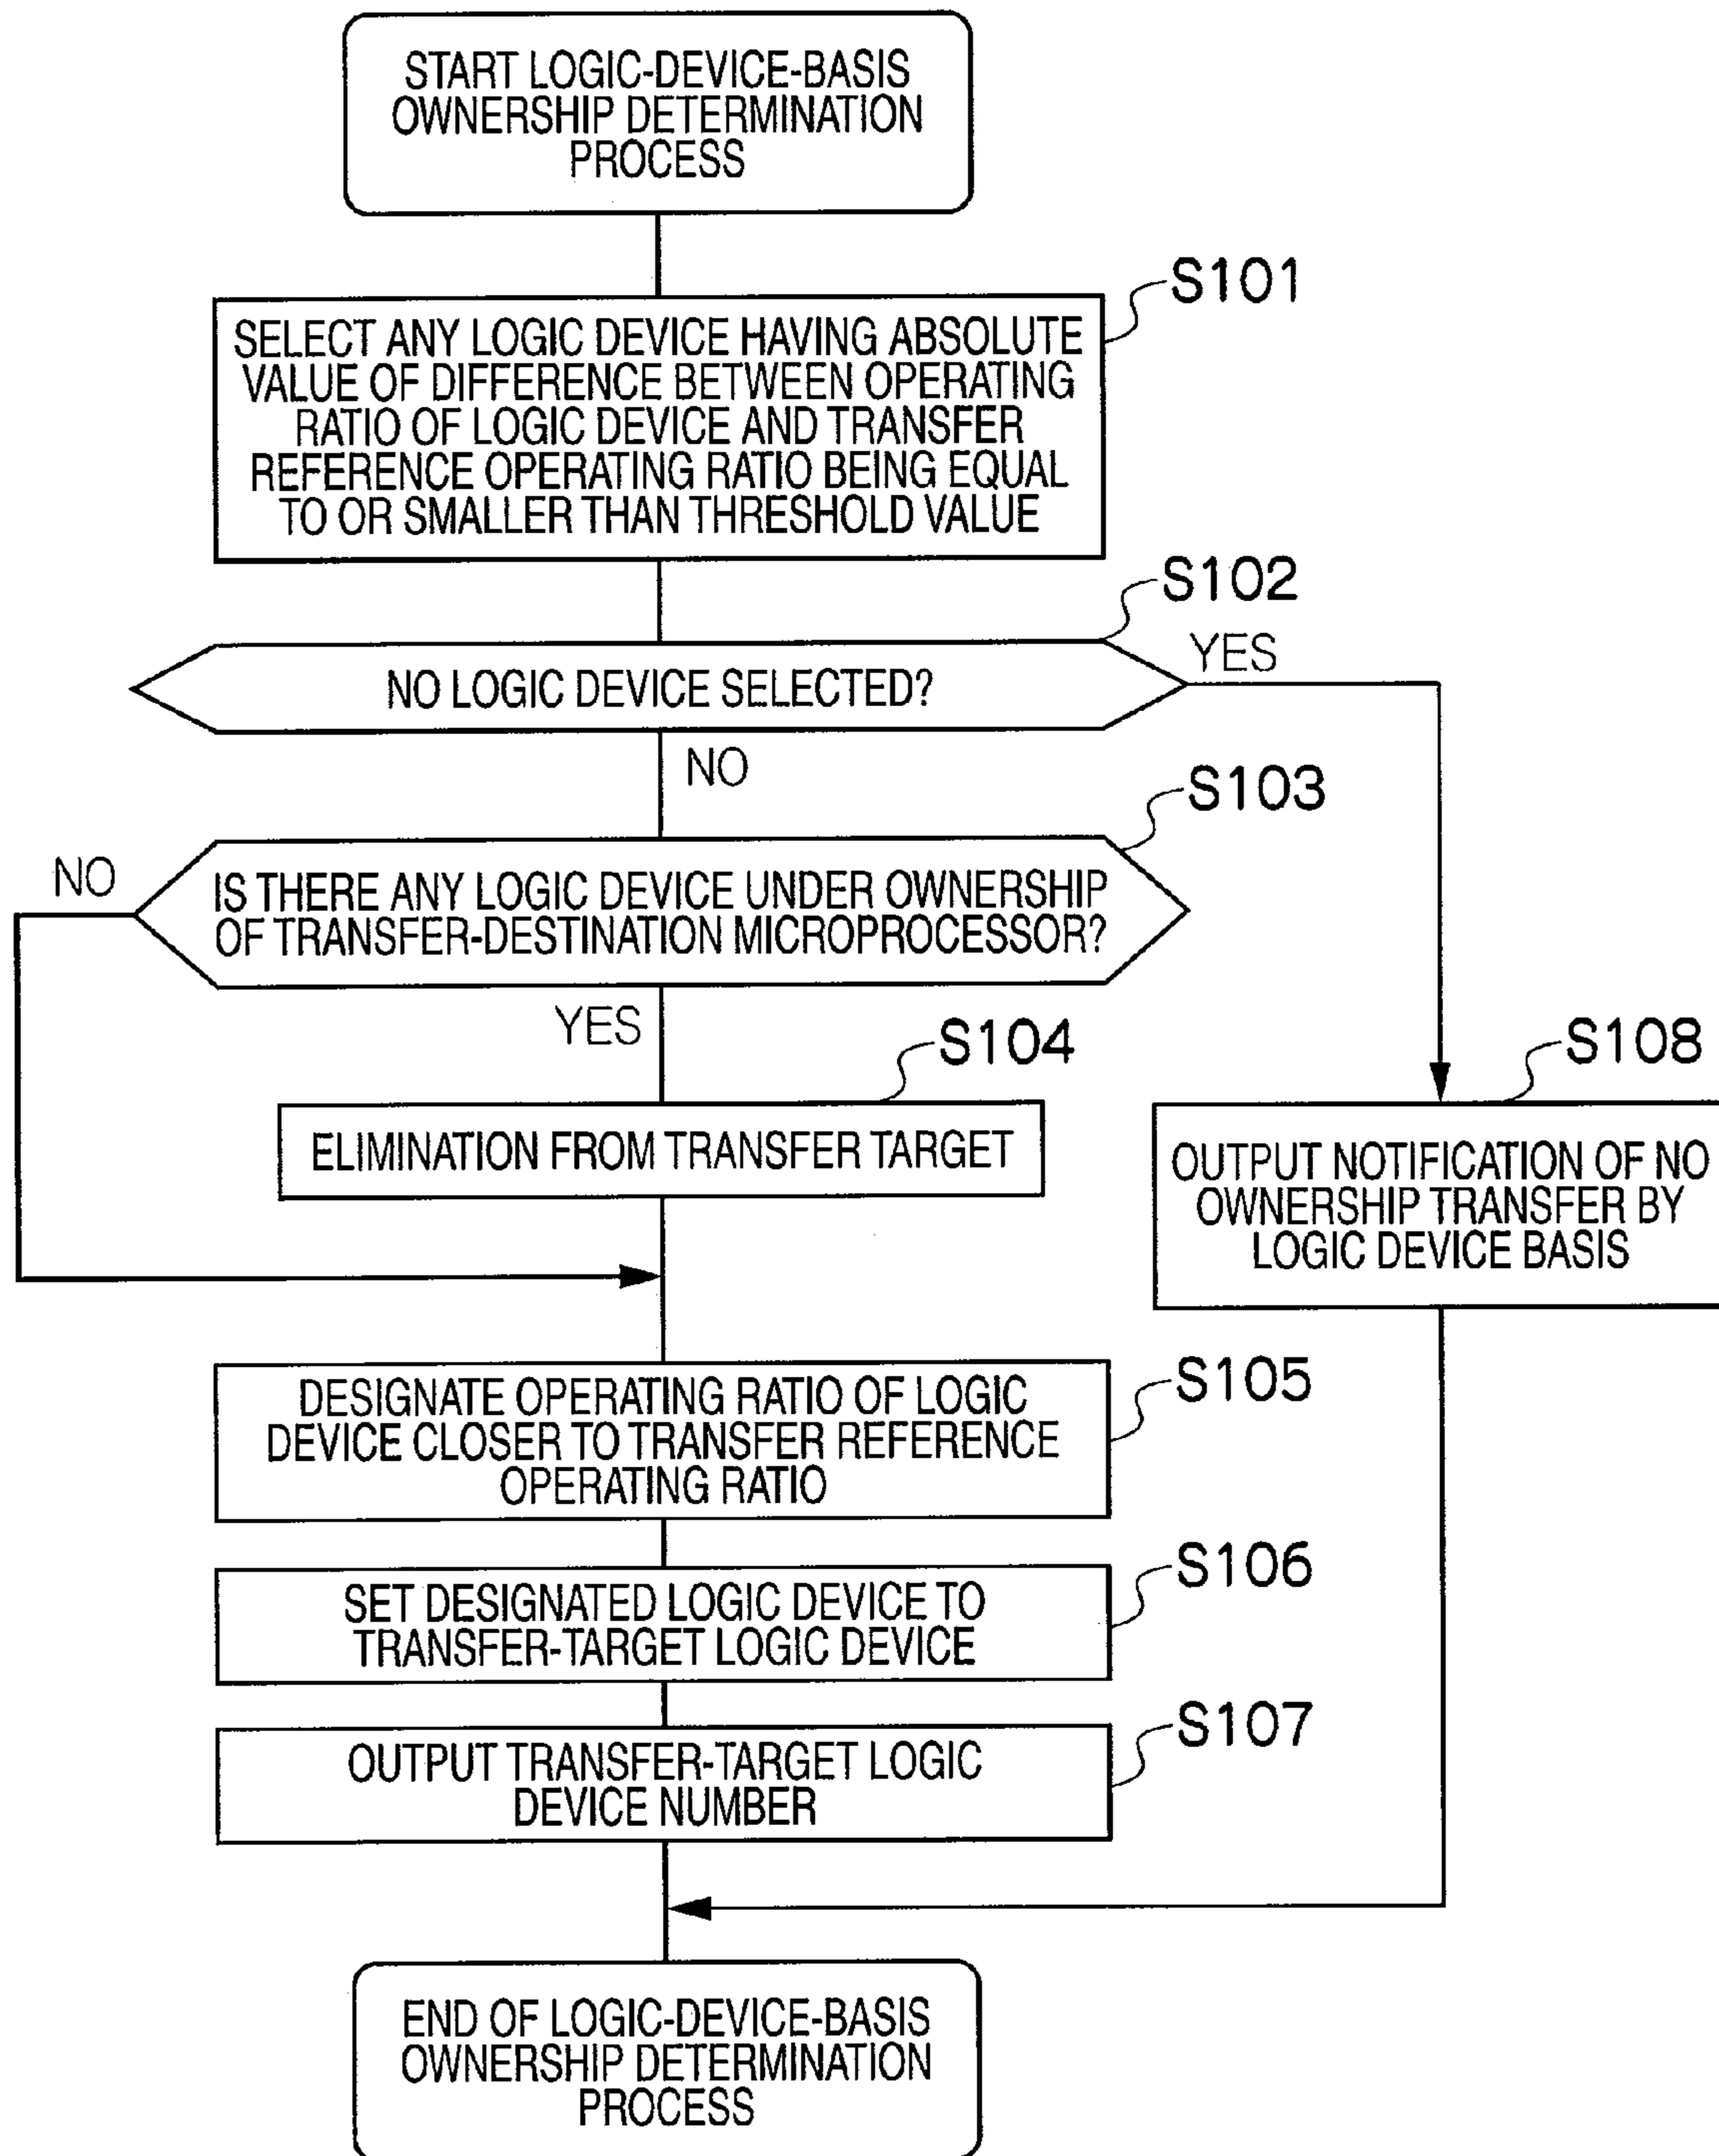 START LOGIC-DEVICE-BASIS
OWNERSHIP DETERMINATION
PROCESS
S101
SELECT ANY LOGIC DEVICE HAVING ABSOLUTE
VALUE OF DIFFERENCE BETWEEN OPERATING
RATIO OF LOGIC DEVICE AND TRANSFER
REFERENCE OPERATING RATIO BEING EQUAL
TO OR SMALLER THAN THRESHOLD VALUE
S102
YES
NO LOGIC DEVICE SELECTED?
NO
S103
NO
IS THERE ANY LOGIC DEVICE UNDER OWNERSHIP
OF TRANSFER-DESTINATION MICROPROCESSOR?
YES
S104
S108
ELIMINATION FROM TRANSFER TARGET
OUTPUT NOTIFICATION OF NO
OWNERSHIP TRANSFER BY
LOGIC DEVICE BASIS
S105
DESIGNATE OPERATING RATIO OF LOGIC
DEVICE CLOSER TO TRANSFER REFERENCE
OPERATING RATIO
S106
SET DESIGNATED LOGIC DEVICE TO
TRANSFER-TARGET LOGIC DEVICE
S107
OUTPUT TRANSFER-TARGET LOGIC
DEVICE NUMBER
END OF LOGIC-DEVICE-BASIS
OWNERSHIP DETERMINATION
PROCESS